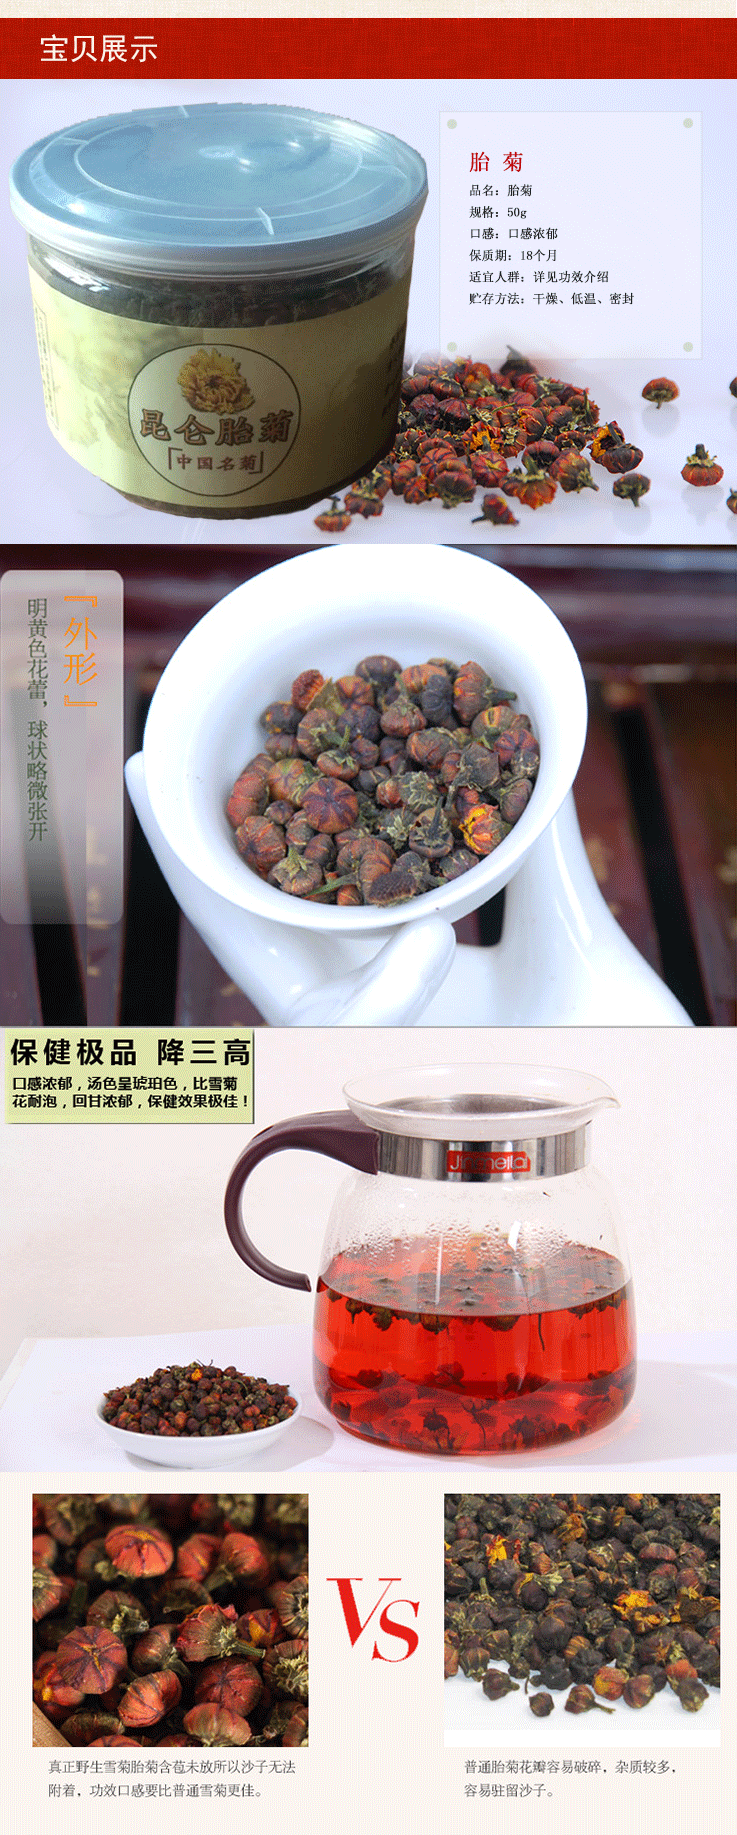 宝贝展示
胎 菊
品名：胎菊
规格：50g
口感：口感浓郁
保质期：18个月
适宜人群：详见功效介绍
贮存方法：干燥、低温、密封
昆仑胎菊
中国名菊
『外形』
明黄色花蕾，球状略微张开
保健极品 降三高
口感浓郁，汤色呈琥珀色，比雪菊
花耐泡，回甘浓郁，保健效果极佳！
VS
真正野生雪菊胎菊含苞未放所以沙子无法
附着，功效口感要比普通雪菊更佳。
普通胎菊花瓣容易破碎，杂质较多，
容易驻留沙子。